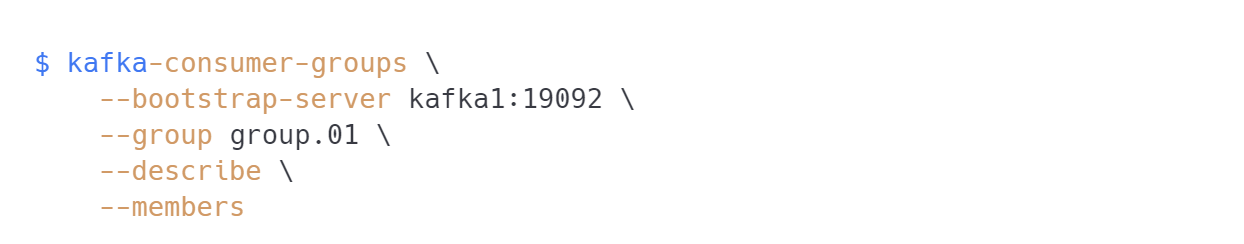 $ kafka-consumer-groups \
    --bootstrap-server kafka1:19092 \
    --group group.01 \
    --describe \
    --members